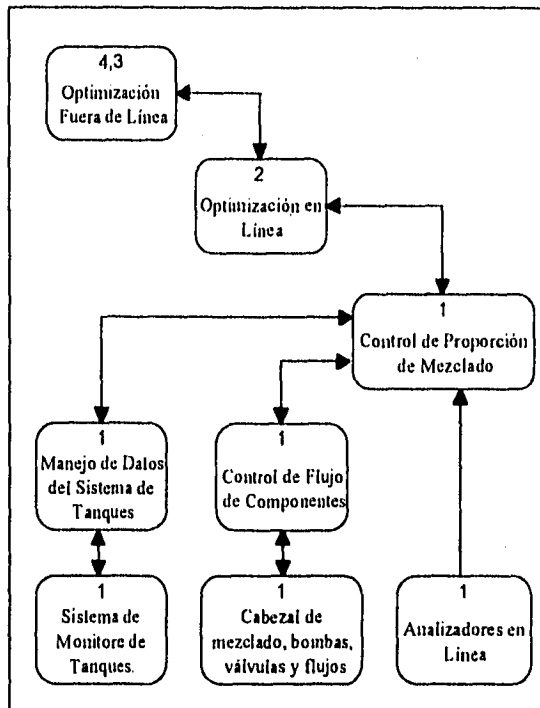 4,3
Optimización
Fuera de Línea
2
Optimización en
Línea
1
Control de Proporción
de Mezclado
1
Manejo de Datos
del Sistema de
Tanques
1
Control de Flujo
de Componentes
1
Sistema de
Monitore de
Tanques.
1
Cabezal de
mezclado, bombas,
válvulas y flujos
1
Analizadores en
Línea